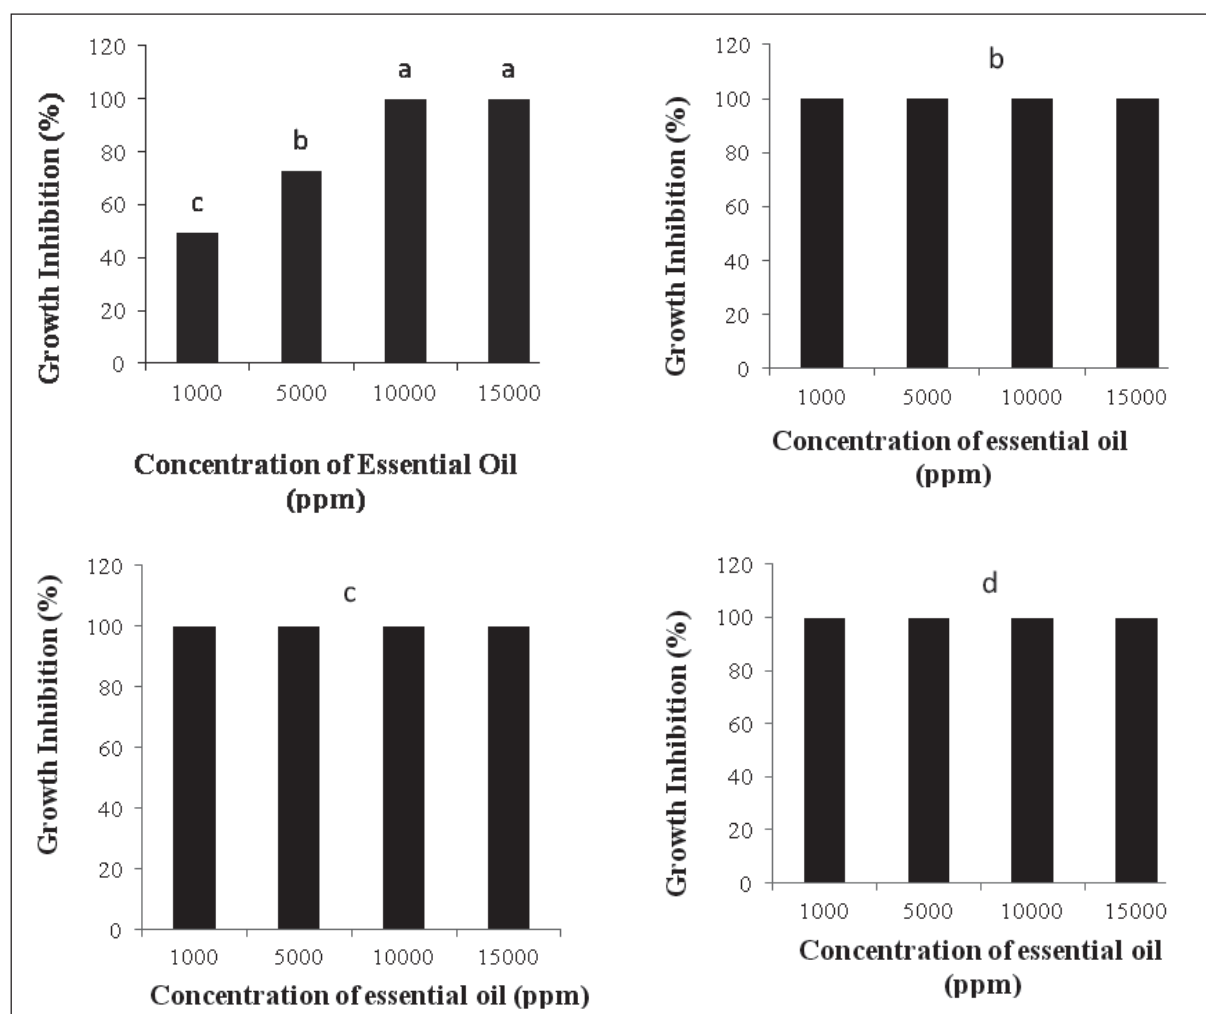 120
100
80
60
40
20
0
Growth Inhibition (%)
c
b
a
a
1000 5000 10000 15000
Concentration of Essential Oil
(ppm)
120
100
80
60
40
20
0
Growth Inhibition (%)
b
1000 5000 10000 15000
Concentration of essential oil
(ppm)
120
100
80
60
40
20
0
Growth Inhibition (%)
c
1000 5000 10000 15000
Concentration of essential oil (ppm)
120
100
80
60
40
20
0
Growth Inhibition (%)
d
1000 5000 10000 15000
Concentration of essential oil
(ppm)